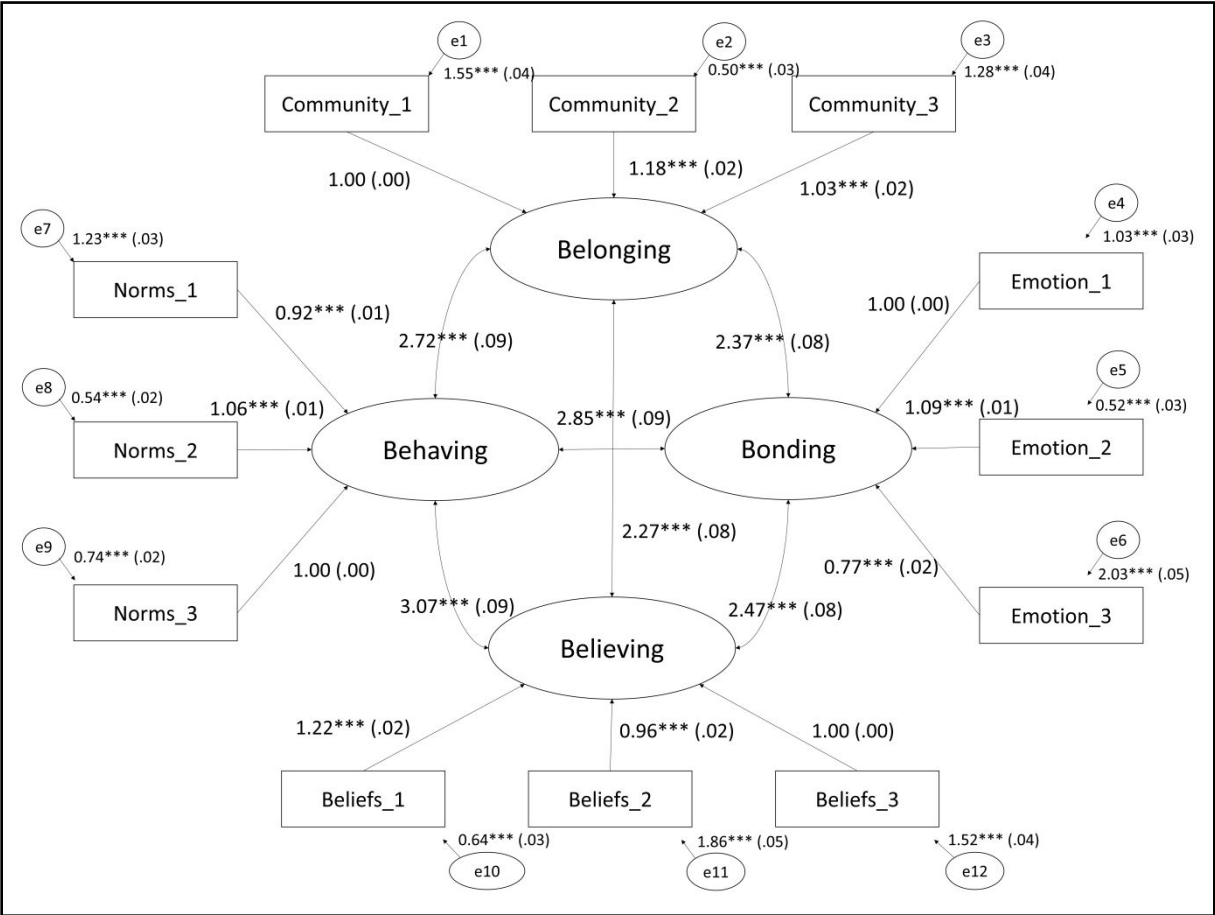 e1
e2
e3
1.55*** (.04)
0.50*** (.03)
1.28*** (.04)
Community_1
Community_2
Community_3
1.00 (.00)
1.18*** (.02)
1.03*** (.02)
e4
e7
1.23*** (.03)
1.03*** (.03)
Belonging
Norms_1
Emotion_1
0.92*** (.01)
1.00 (.00)
2.72*** (.09)
2.37*** (.08)
e5
e8
0.54*** (.02)
1.06*** (.01)
1.09*** (.01)
0.52*** (.03)
2.85*** (.09)
Norms_2
Behaving
Bonding
Emotion_2
2.27*** (.08)
e6
e9
0.74*** (.02)
1.00 (.00)
0.77*** (.02)
2.03*** (.05)
3.07*** (.09)
2.47*** (.08)
Norms_3
Emotion_3
Believing
1.22*** (.02)
0.96*** (.02)
1.00 (.00)
Beliefs_1
Beliefs_2
Beliefs_3
0.64*** (.03)
1.86*** (.05)
1.52*** (.04)
e10
e11
e12